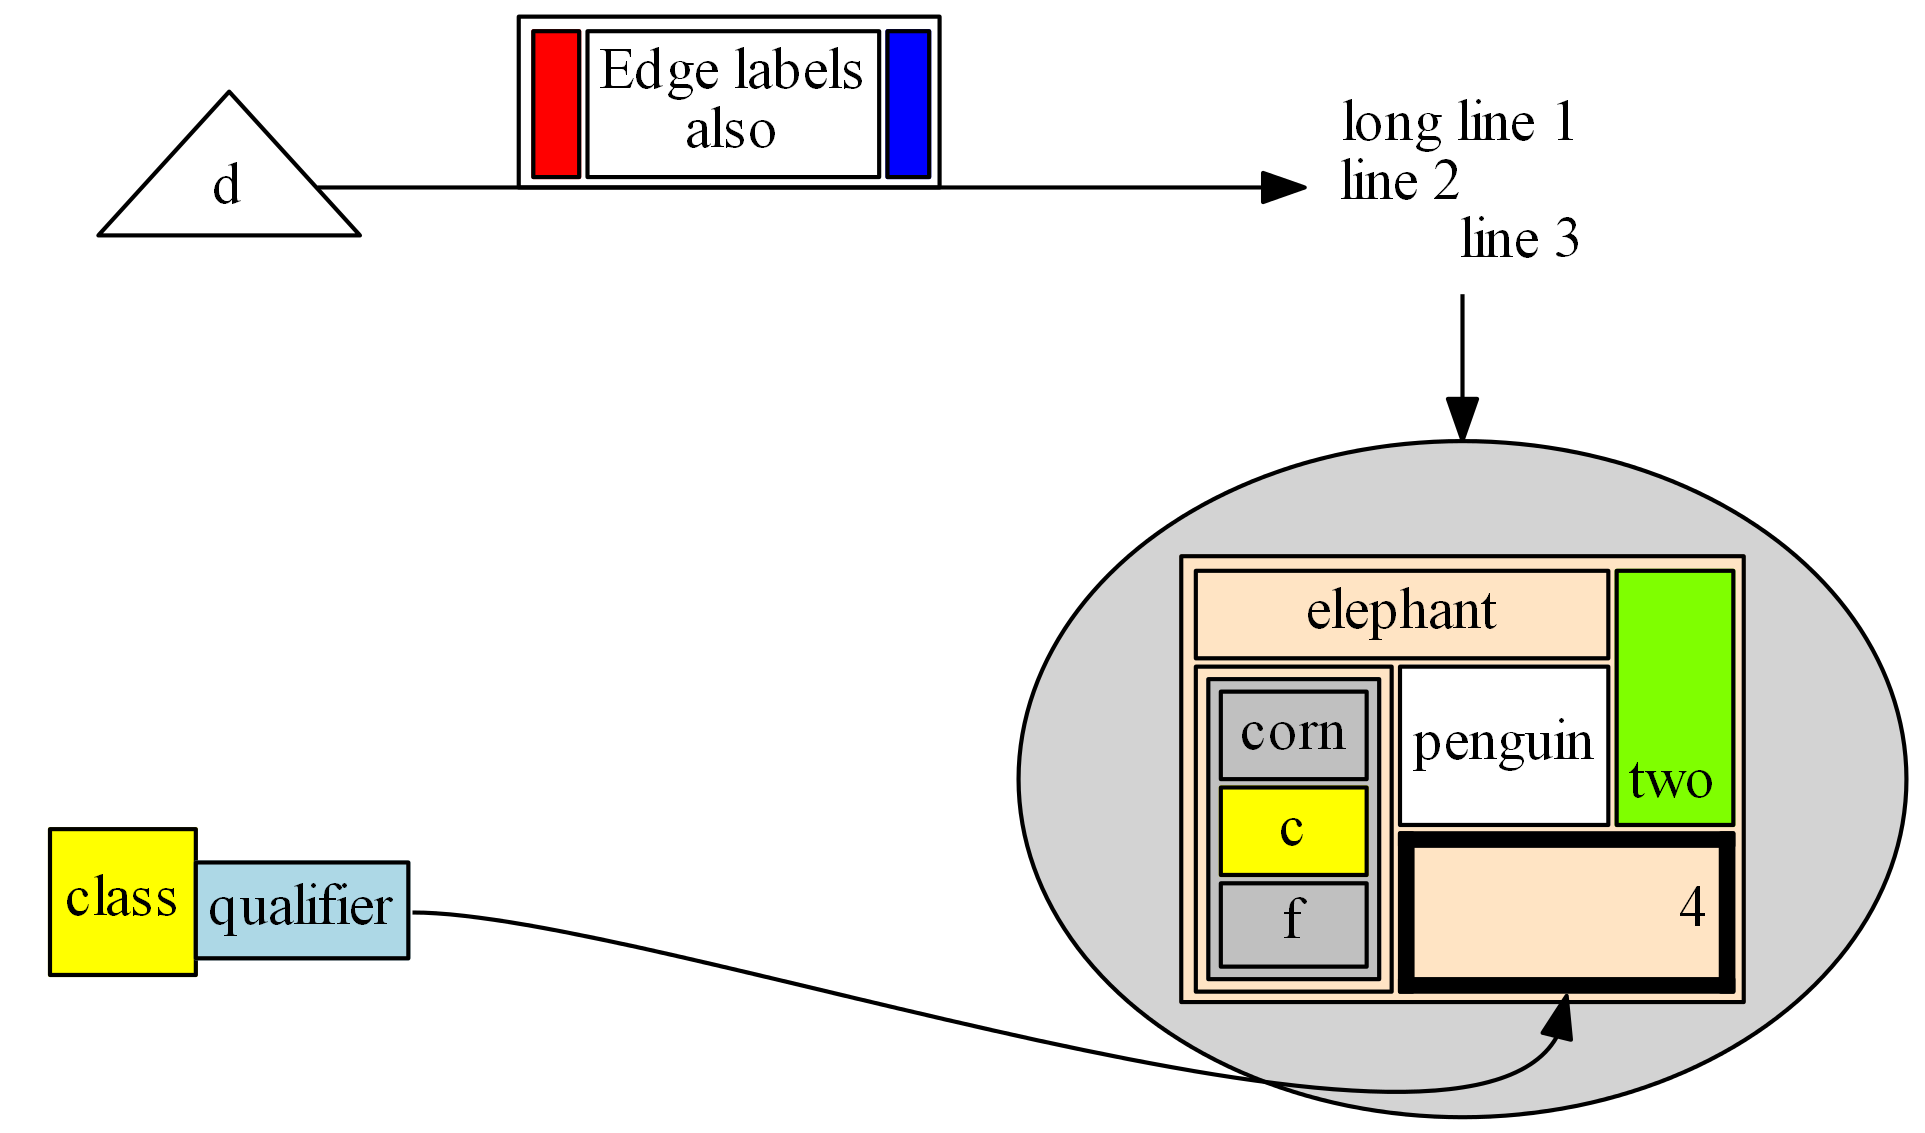 Edge labels
also
d
long line 1
line 2
line 3
elephant
two
corn
penguin
c
f
4
class
qualifier